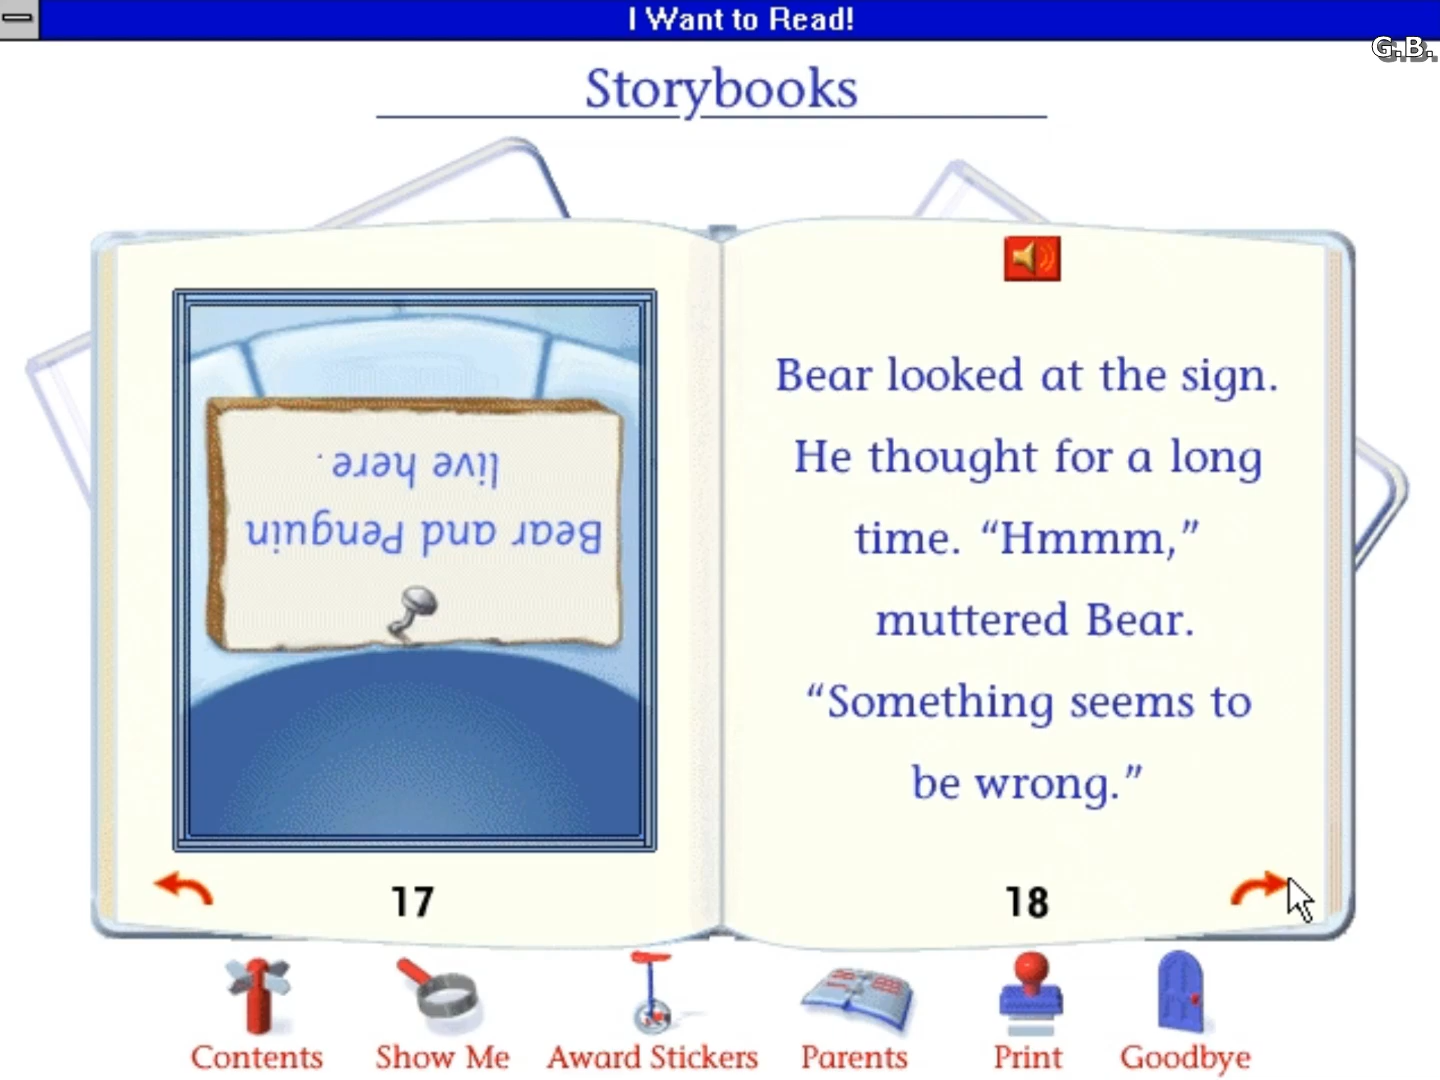 I Want to Read!
G.B.
Storybooks
Bear and Penguin
live here.
17
Bear looked at the sign.
He thought for a long
time. “Hmmm,”
muttered Bear.
“Something seems to
be wrong.”
18
Contents
Show Me
Award Stickers
Parents
Print
Goodbye